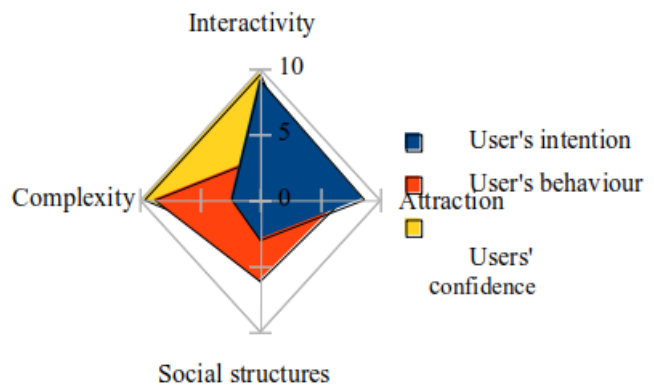 Interactivity
10
5
User's intention
User's behaviour
Complexity
0
Attraction
Users'
confidence
Social structures